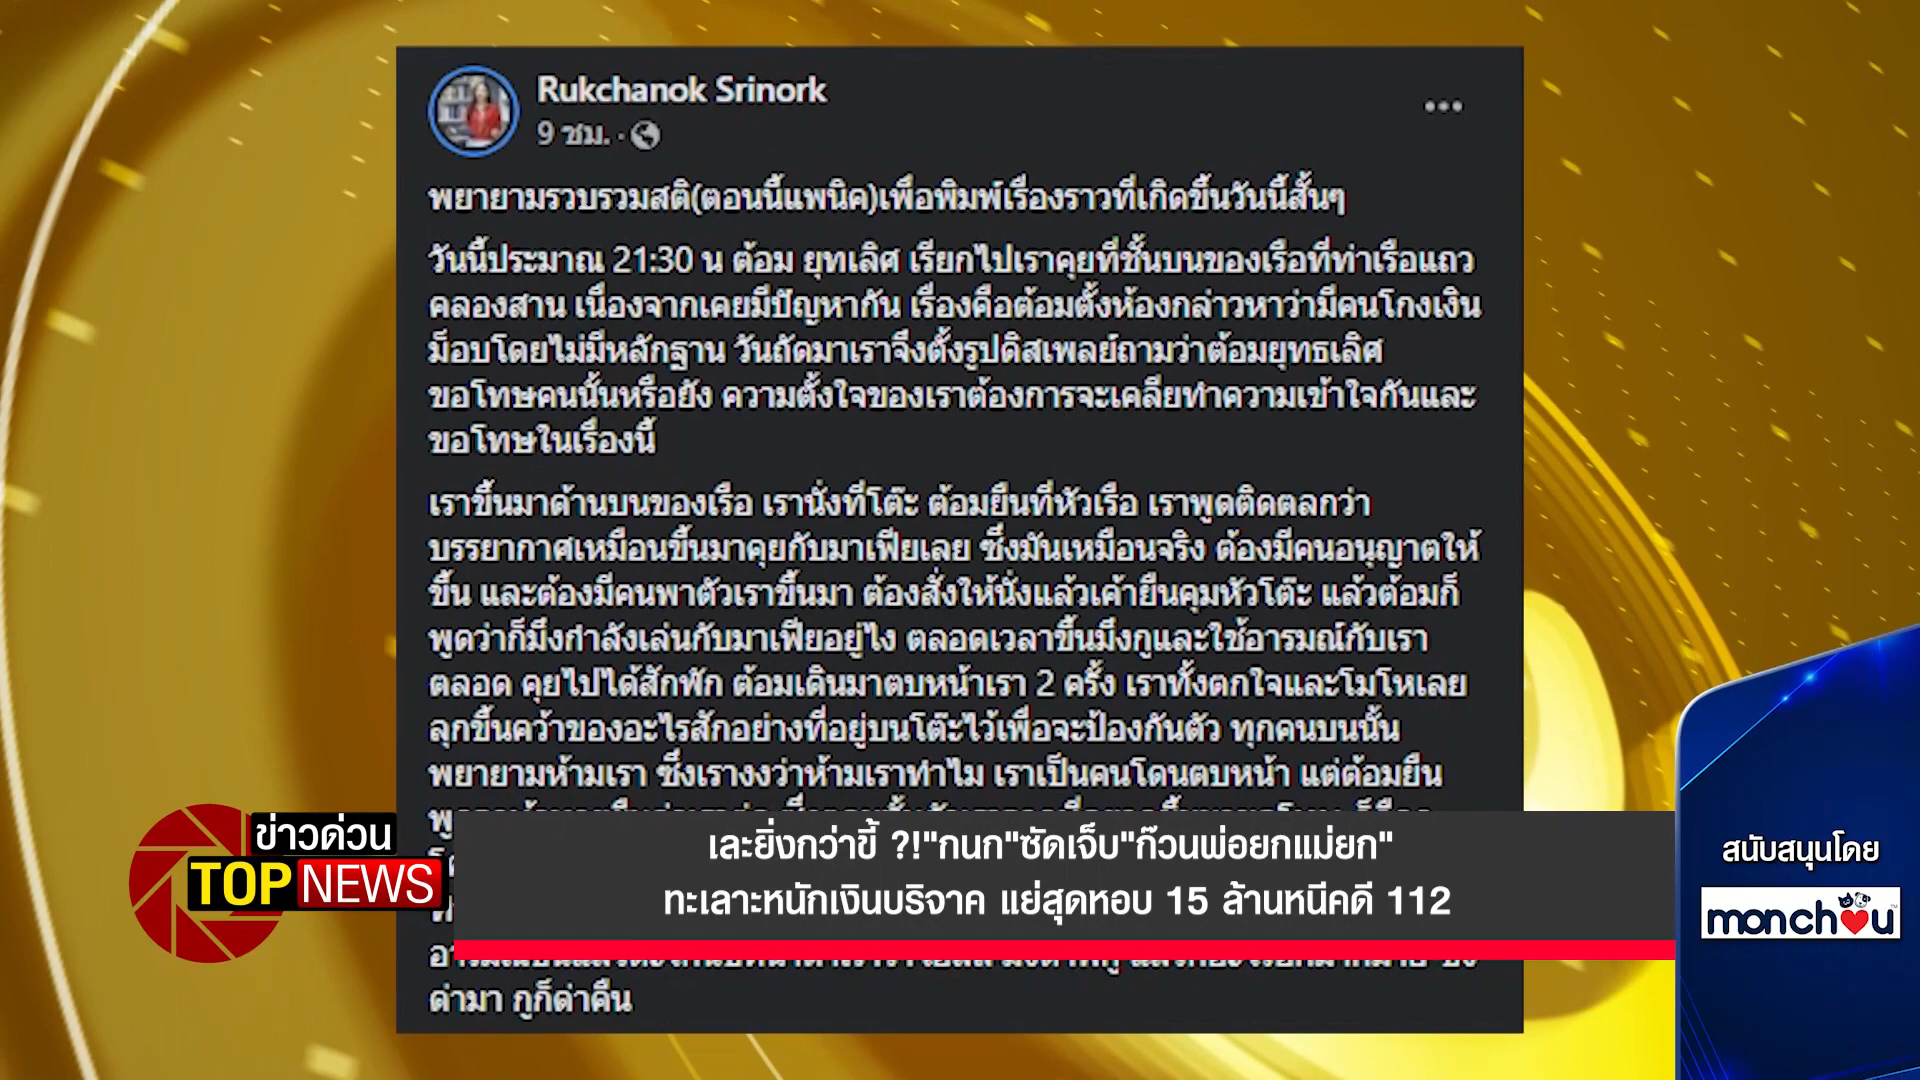 Rukchanok Srinork
9 ชม. ·
พยายามรวบรวมสติ(ตอนนี้แพนิค)เพื่อพิมพ์เรื่องราวที่เกิดขึ้นวันนี้สั้นๆ
วันนี้ประมาณ 21:30 น ต้อม ยุทเลิศ เรียกไปเราคุยที่ชั้นบนของเรือที่ท่าเรือแถว
คลองสาน เนื่องจากเคยมีปัญหากัน เรื่องคือต้อมตั้งห้องกล่าวหาว่ามีคนโกงเงิน
ม็อบโดยไม่มีหลักฐาน วันถัดมาเราจึงตั้งรูปดิสเพลย์ถามว่าต้อมยุทธเลิศ
ขอโทษคนนั้นหรือยัง ความตั้งใจของเราต้องการจะเคลียทำความเข้าใจกันและ
ขอโทษในเรื่องนี้
เราขึ้นมาด้านบนของเรือ เรานั่งที่โต๊ะ ต้อมยืนที่หัวเรือ เราพูดติดตลกว่า
บรรยากาศเหมือนขึ้นมาคุยกับมาเฟียเลย ซึ่งมันเหมือนจริง ต้องมีคนอนุญาตให้
ขึ้น และต้องมีคนพาตัวเราขึ้นมา ต้องสั่งให้นั่งแล้วเค้ายืนคุมหัวโต๊ะ แล้วต้อมก็
พูดว่าก็มึงกำลังเล่นกับมาเฟียอยู่ไง ตลอดเวลาขึ้นมึงกูและใช้อารมณ์กับเรา
ตลอด คุยไปได้สักพัก ต้อมเดินมาตบหน้าเรา 2 ครั้ง เราทั้งตกใจและโมโหเลย
ลุกขึ้นคว้าของอะไรสักอย่างที่อยู่บนโต๊ะไว้เพื่อจะป้องกันตัว ทุกคนบนนั้น
พยายามห้ามเรา ซึ่งเรางงว่าห้ามเราทำไม เราเป็นคนโดนตบหน้า แต่ต้อมยืน
ด่ามา กูก็ด่าคืน
ข่าวด่วน
TOP NEWS
เละยิ่งกว่าขี้ ?!"กนก"ซัดเจ็บ"ก๊วนพ่อยกแม่ยก"
ทะเลาะหนักเงินบริจาค แย่สุดหอบ 15 ล้านหนีคดี 112
สนับสนุนโดย
monchou